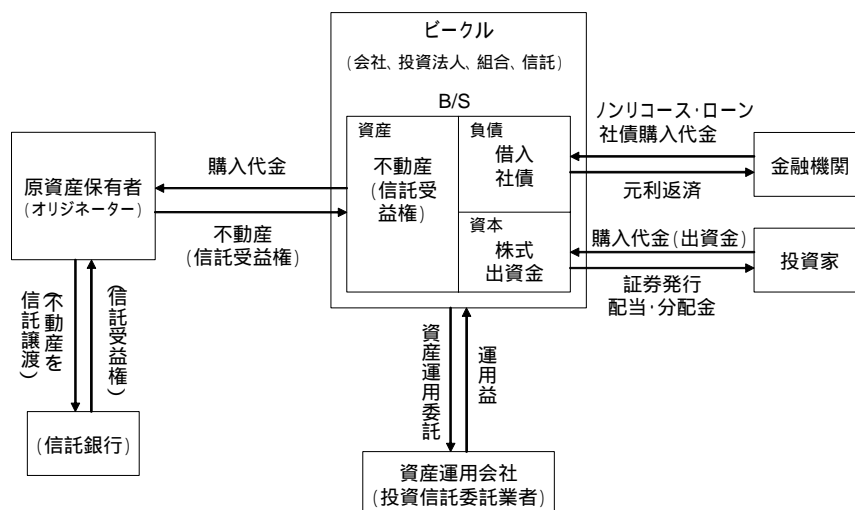 ビークル
(会社、投資法人、組合、信託)
B/S
資産
不動産
(信託受
益権)
負債
借入
社債
資本
株式
出資金
原資産保有者
(オリジネーター)
購入代金
不動産
(信託受益権)
ノンリコース・ローン
社債購入代金
元利返済
金融機関
購入代金(出資金)
証券発行
配当・分配金
投資家
(不動産を
信託譲渡)
(信託受益権)
(信託銀行)
資産運用委託
運用益
資産運用会社
(投資信託委託業者)